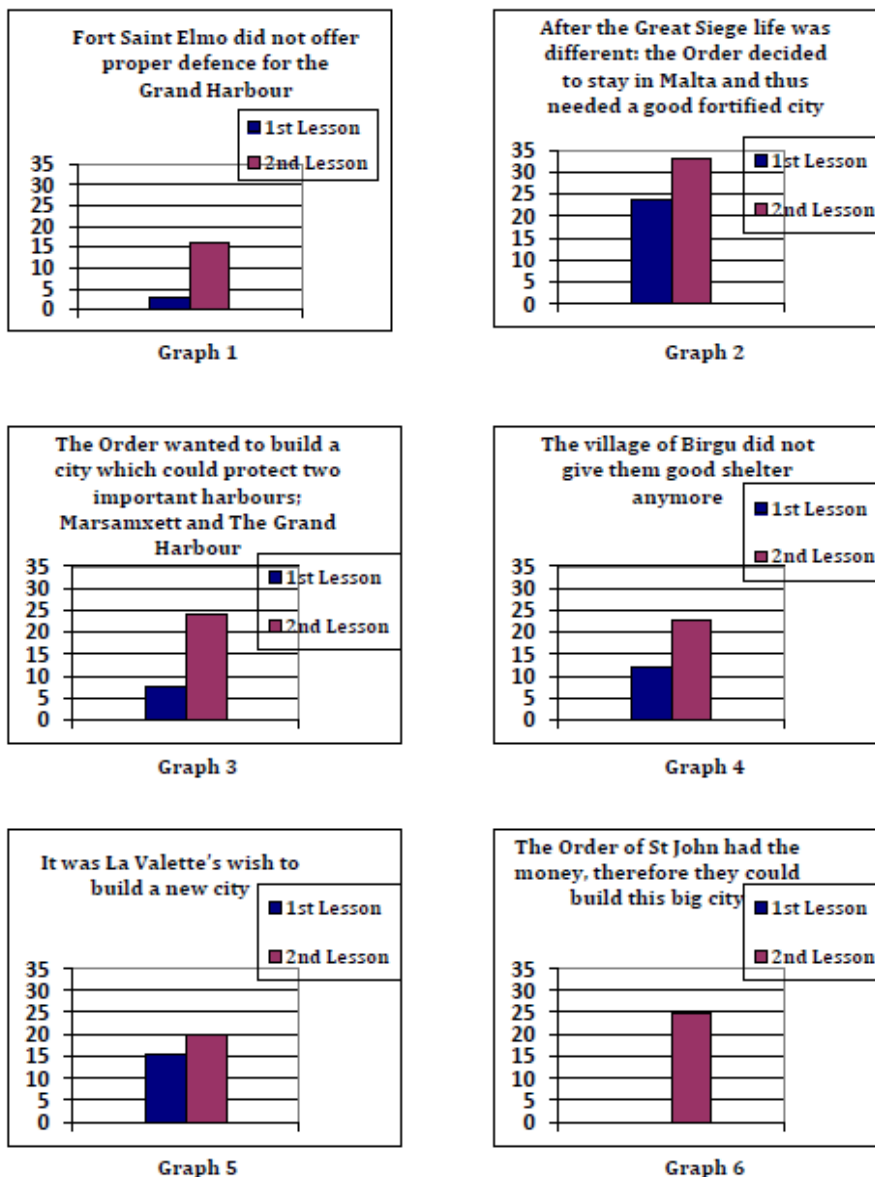 Fort Saint Elmo did not offer
proper defence for the
Grand Harbour
1st Lesson
2nd Lesson
35
30
25
20
15
10
5
0
Graph 1
After the Great Siege life was
different: the Order decided
to stay in Malta and thus
needed a good fortified city
1st Lesson
2nd Lesson
35
30
25
20
15
10
5
0
Graph 2
The Order wanted to build a
city which could protect two
important harbours;
Marsamxett and The Grand
Harbour
1st Lesson
2nd Lesson
35
30
25
20
15
10
5
0
Graph 3
The village of Birgu did not
give them good shelter
anymore
1st Lesson
2nd Lesson
35
30
25
20
15
10
5
0
Graph 4
It was La Valette's wish to
build a new city
1st Lesson
2nd Lesson
35
30
25
20
15
10
5
0
Graph 5
The Order of St John had the
money, therefore they could
build this big city
1st Lesson
2nd Lesson
35
30
25
20
15
10
5
0
Graph 6